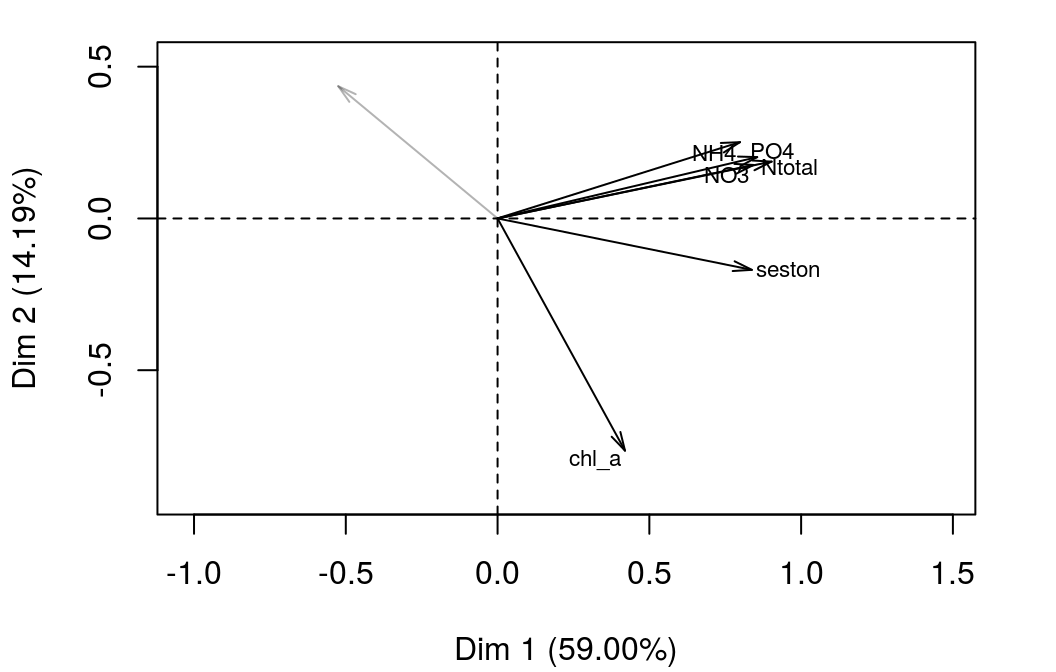 0.5
0.0
-0.5
Dim 2 (14.19%)
NH4
PO4
NO3
Ntotal
seston
chl_a
-1.0
-0.5
0.0
0.5
1.0
1.5
Dim 1 (59.00%)